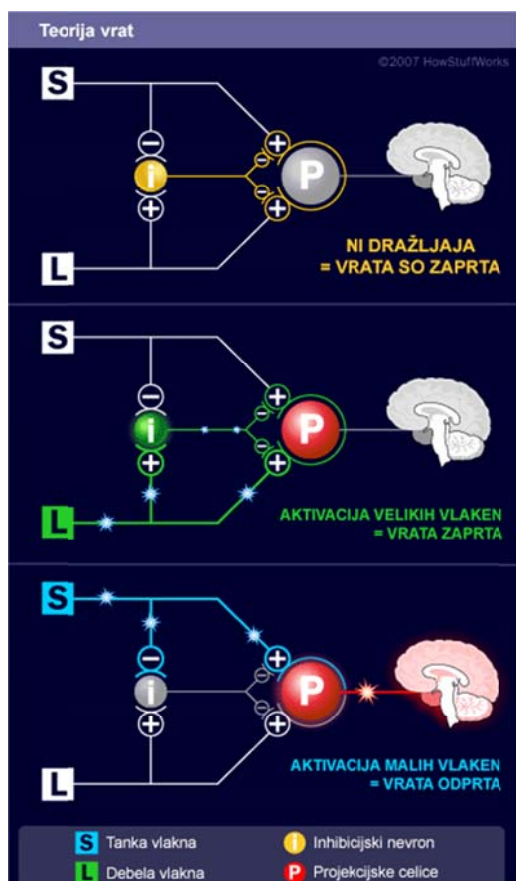 Teorija vrat
©2007 HowStuffWorks
S
−
+
i
−
−
P
+
+
L
NI DRAŽLJAJA
= VRATA SO ZAPRTA
S
−
+
i
−
−
P
+
+
L
AKTIVACIJA VELIKIH VLAKEN
= VRATA ZAPRTA
S
−
+
i
−
−
P
+
+
L
AKTIVACIJA MALIH VLAKEN
= VRATA ODPRTA
S Tanka vlakna
i Inhibicijski nevron
L Debela vlakna
P Projekcijske celice